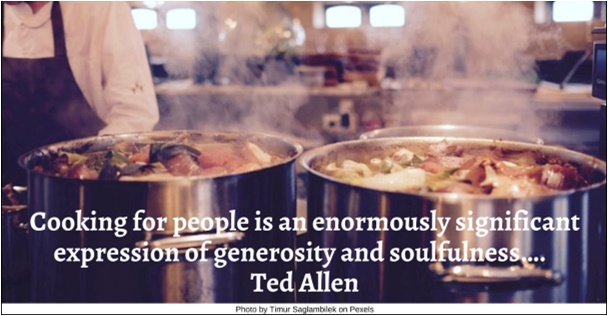 Cooking for people is an enormously significant
expression of generosity and soulfulness....
Ted Allen
Photo by Timur Saglambilek on Pexels